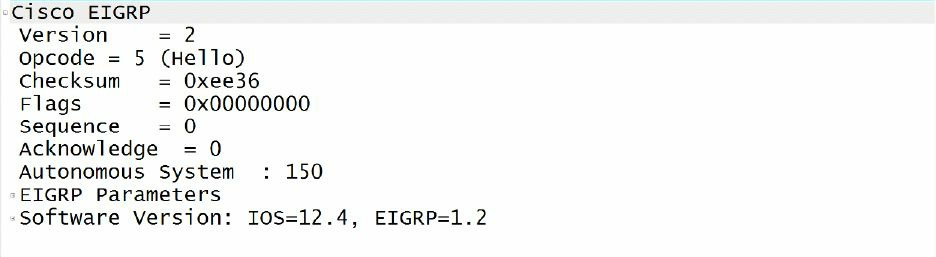 Cisco EIGRP
Version = 2
Opcode = 5 (Hello)
Checksum = 0xee36
Flags = 0x00000000
Sequence = 0
Acknowledge = 0
Autonomous System : 150
EIGRP Parameters
Software Version: IOS=12.4, EIGRP=1.2